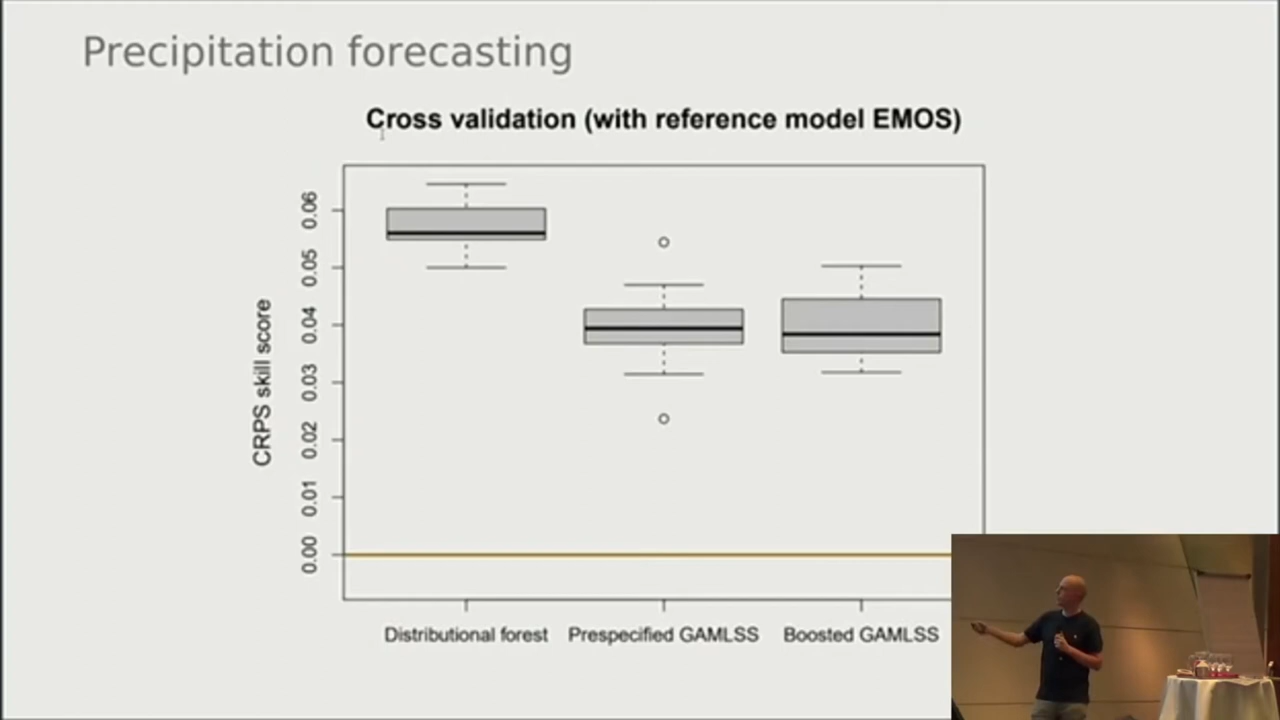 Precipitation forecasting
Cross validation (with reference model EMOS)
CRPS skill score
0.06
0.05
0.04
0.03
0.02
0.01
0.00
Distributional forest
Prespecified GAMLSS
Boosted GAMLSS